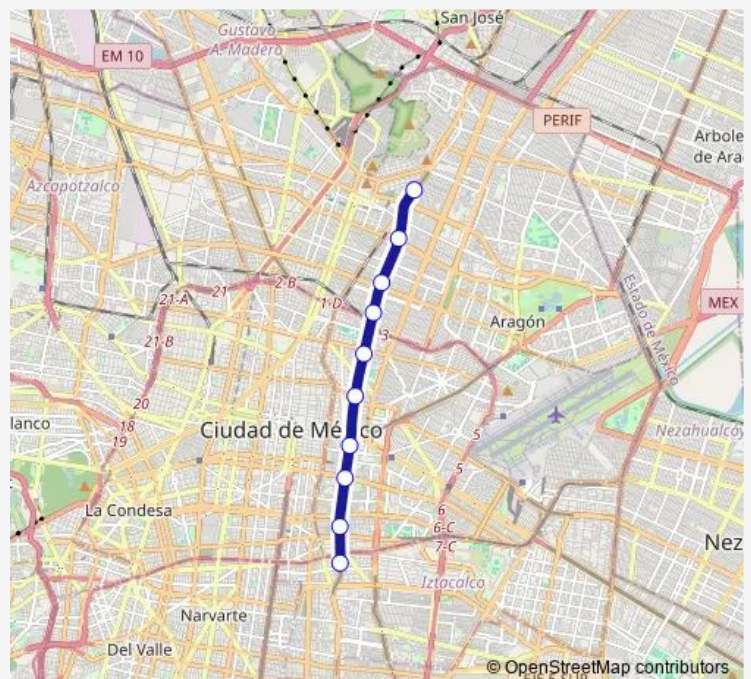 San José
Gustavo
A. Madero
EM 10
PERIF
Arbole
de Ara
Azcapotzalco
21-A
21
2-B
1-D
3
Aragón
Estado de México
MEX
21-B
20
18
19
lanco
Ciudad de Mé co
Nezahualcóy
5
5
La Condesa
6
6-C
7-C
Nez
Iztacalco
Narvarte
Del Valle
© OpenStreetMap contributors